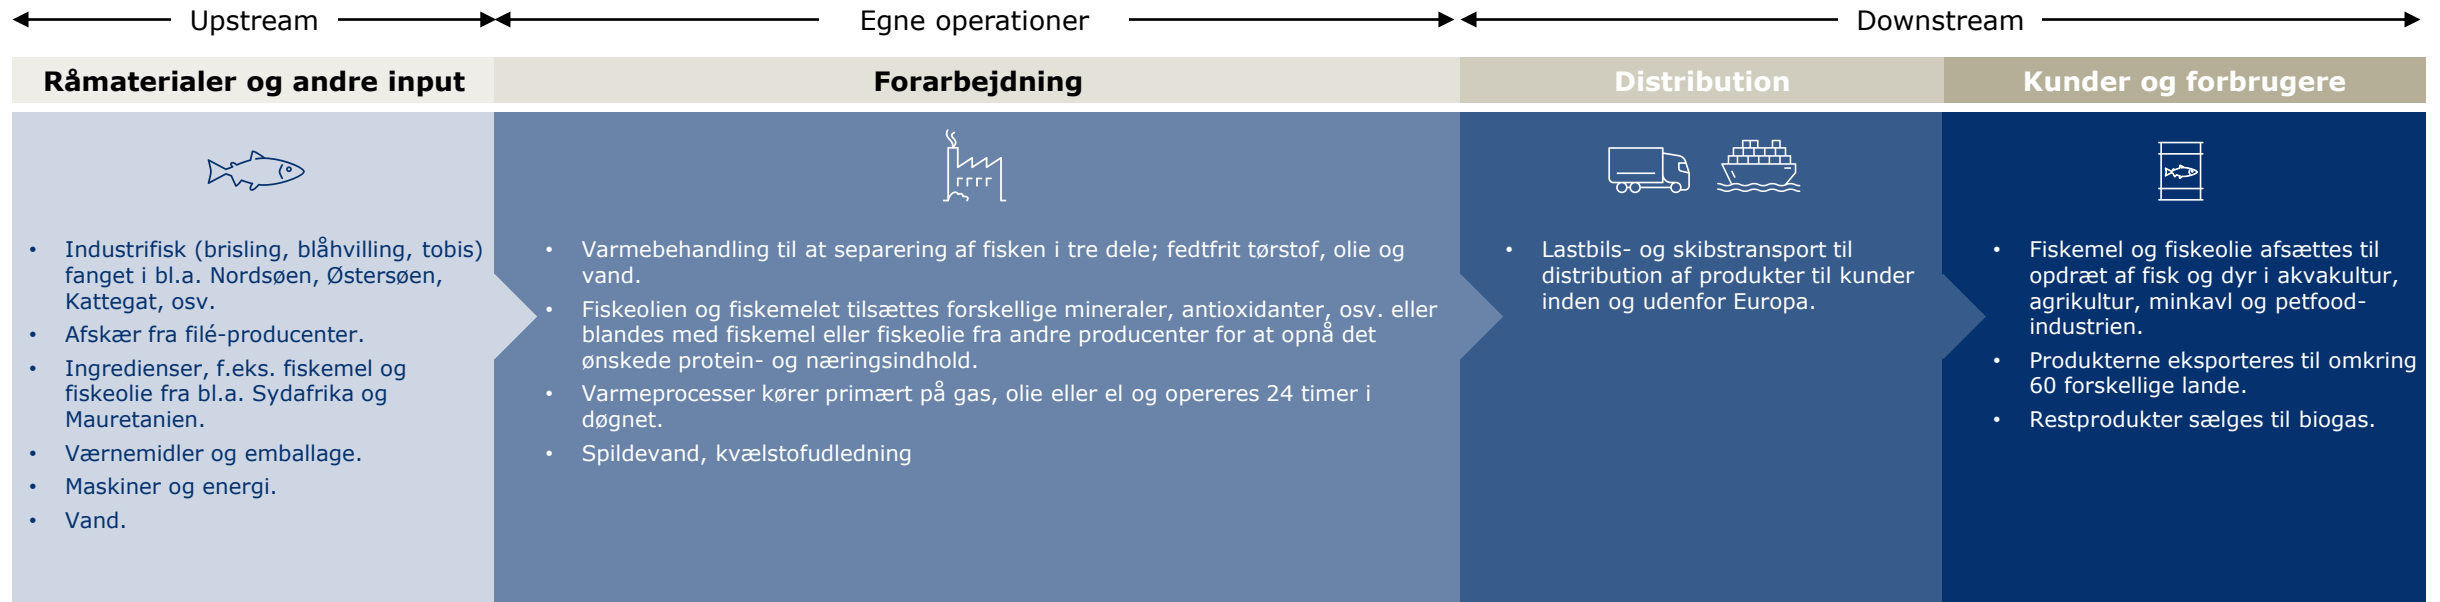 Upstream
Egne operationer
Downstream
Råmaterialer og andre input
Forarbejdning
Distribution
Kunder og forbrugere
• Industrifisk (brisling, blåhvilling, tobis)
fanget i bl.a. Nordsøen, Østersøen,
Kattegat, osv.
• Afskær fra filé-producenter.
• Ingredienser, f.eks. fiskemel og
fiskeolie fra bl.a. Sydafrika og
Mauretanien.
• Værnemidler og emballage.
• Maskiner og energi.
• Vand.
• Varmebehandling til at separering af fisken i tre dele; fedtfrit tørstof, olie og
vand.
• Fiskeolien og fiskemelet tilsættes forskellige mineraler, antioxidanter, osv. eller
blandes med fiskemel eller fiskeolie fra andre producenter for at opnå det
ønskede protein- og næringsindhold.
• Varmeprocesser kører primært på gas, olie eller el og opereres 24 timer i
døgnet.
• Spildevand, kvælstofudledning
• Lastbils- og skibstransport til
distribution af produkter til kunder
inden og udenfor Europa.
• Fiskemel og fiskeolie afsættes til
opdræt af fisk og dyr i akvakultur,
agrikultur, minkavl og petfood-
industrien.
• Produkterne eksporteres til omkring
60 forskellige lande.
• Restprodukter sælges til biogas.